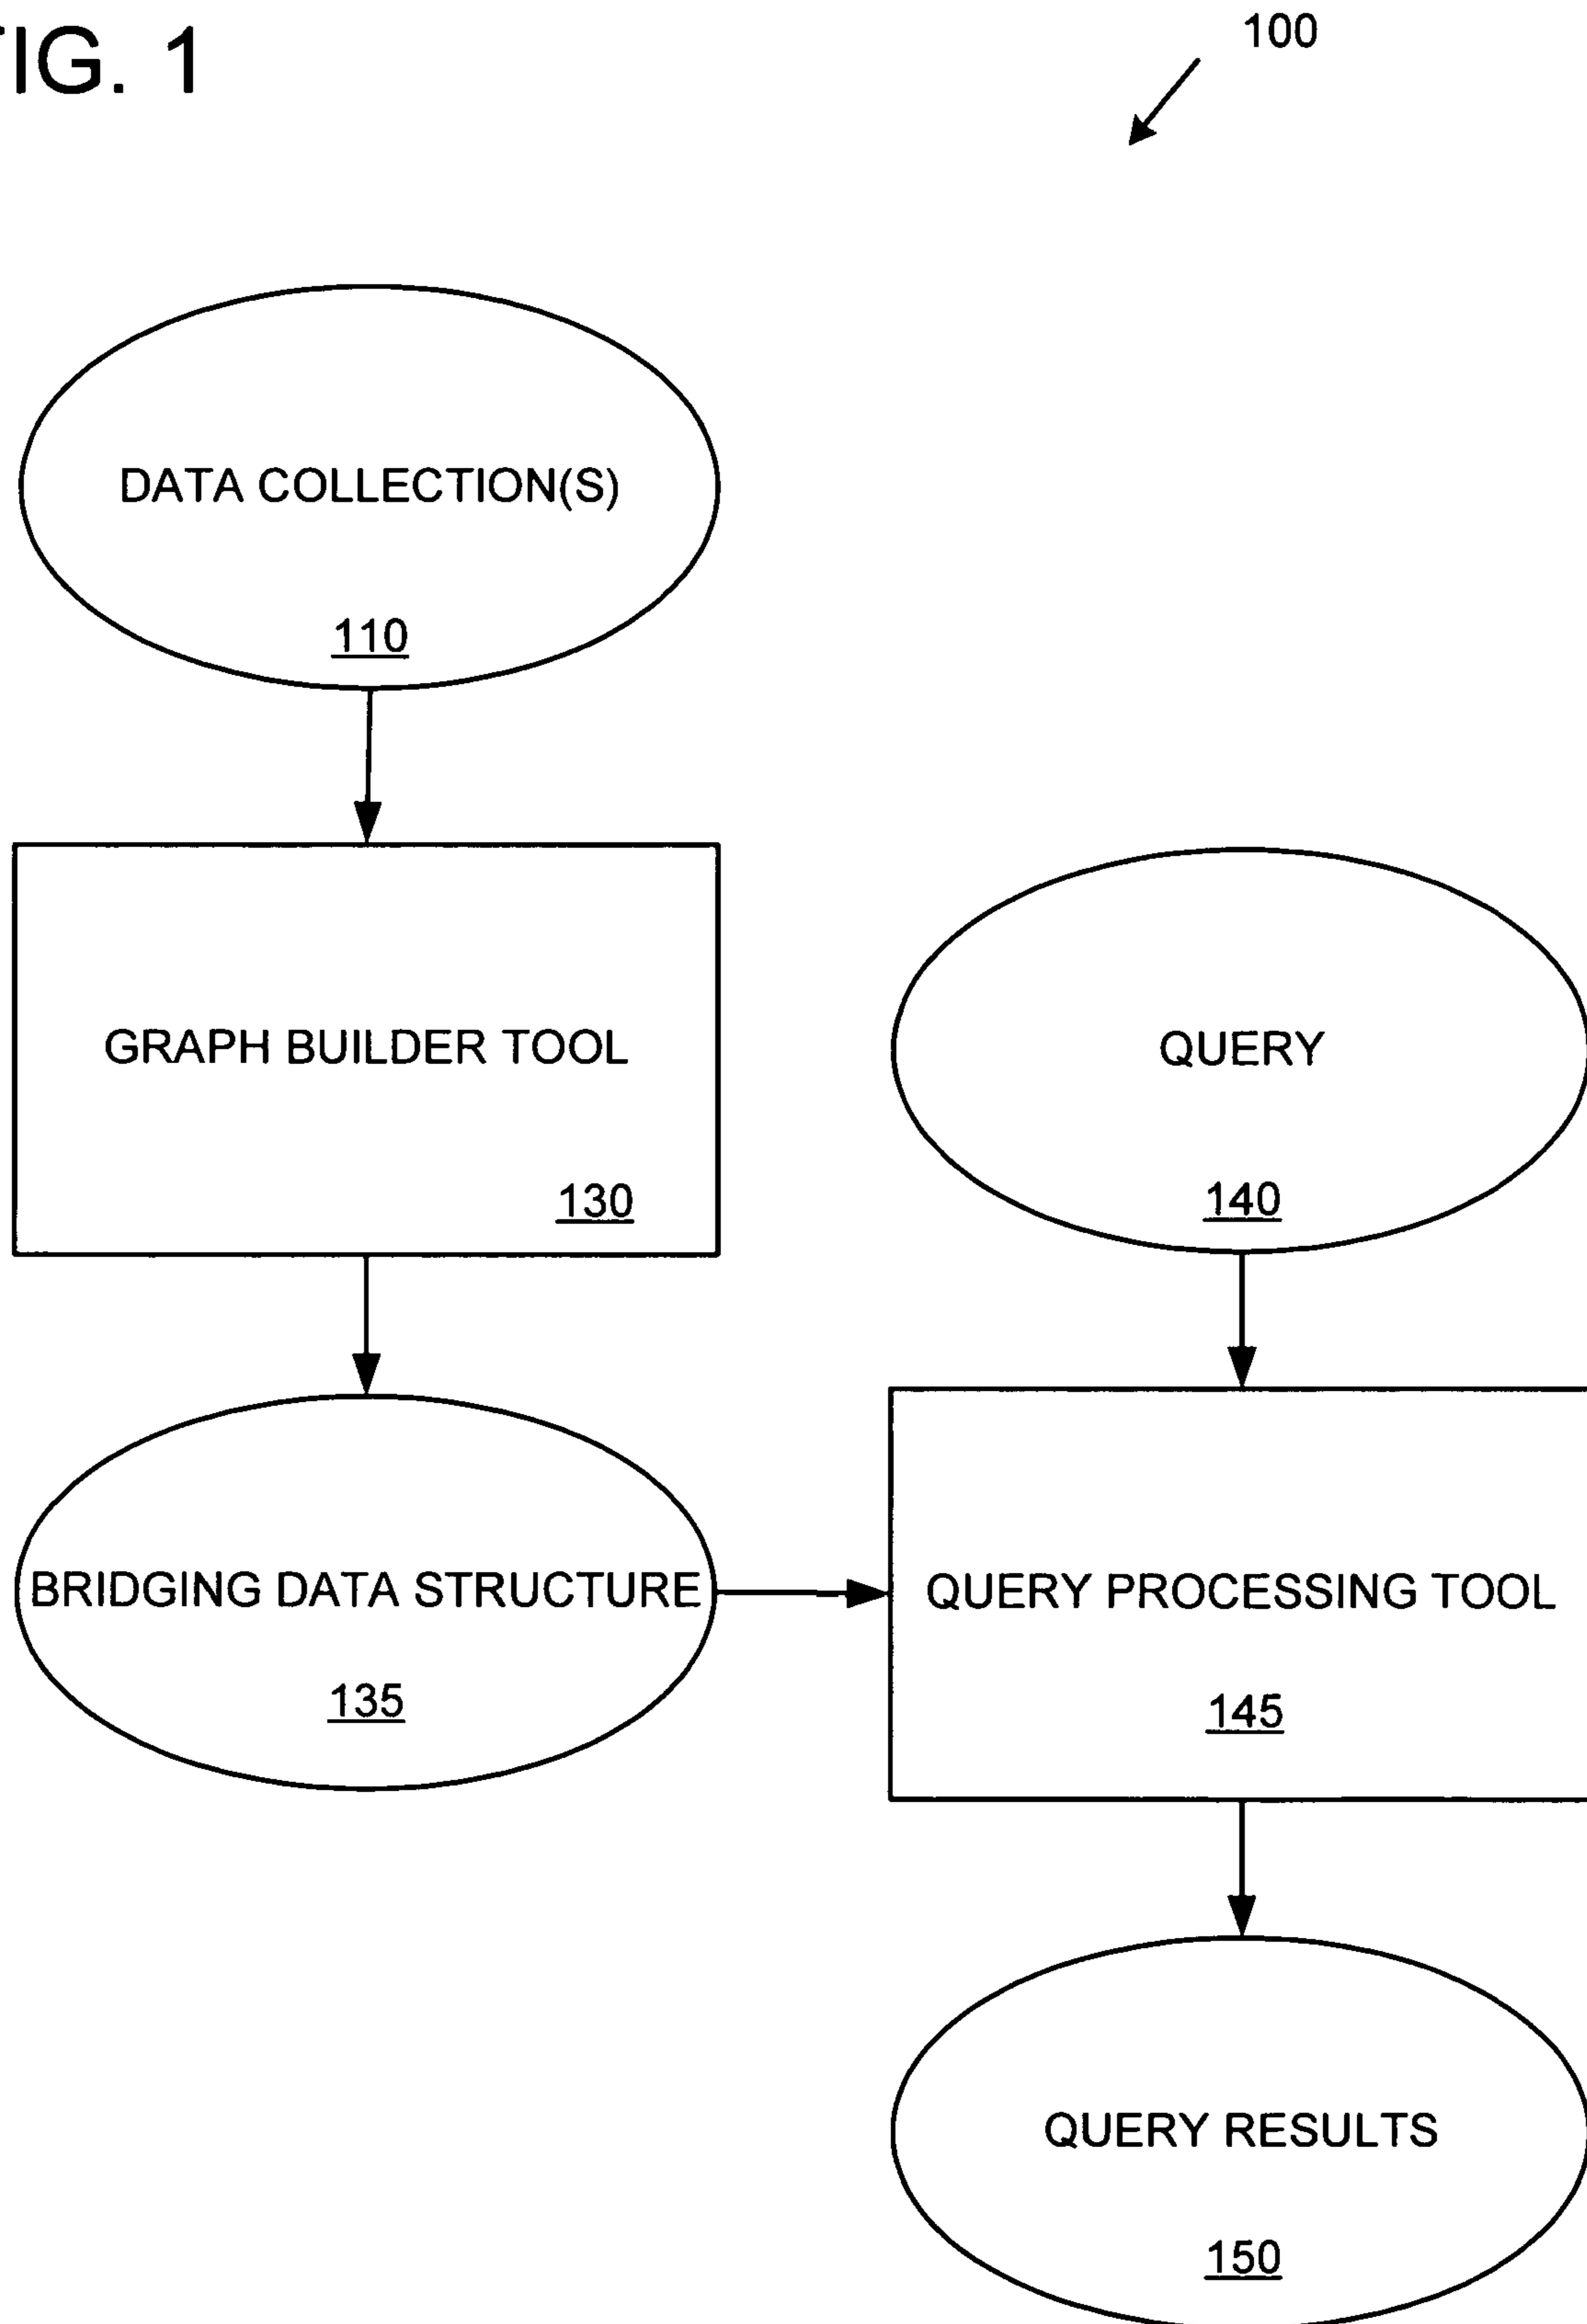 FIG. 1
100
DATA COLLECTION(S)
110
GRAPH BUILDER TOOL
130
QUERY
140
BRIDGING DATA STRUCTURE
135
QUERY PROCESSING TOOL
145
QUERY RESULTS
150